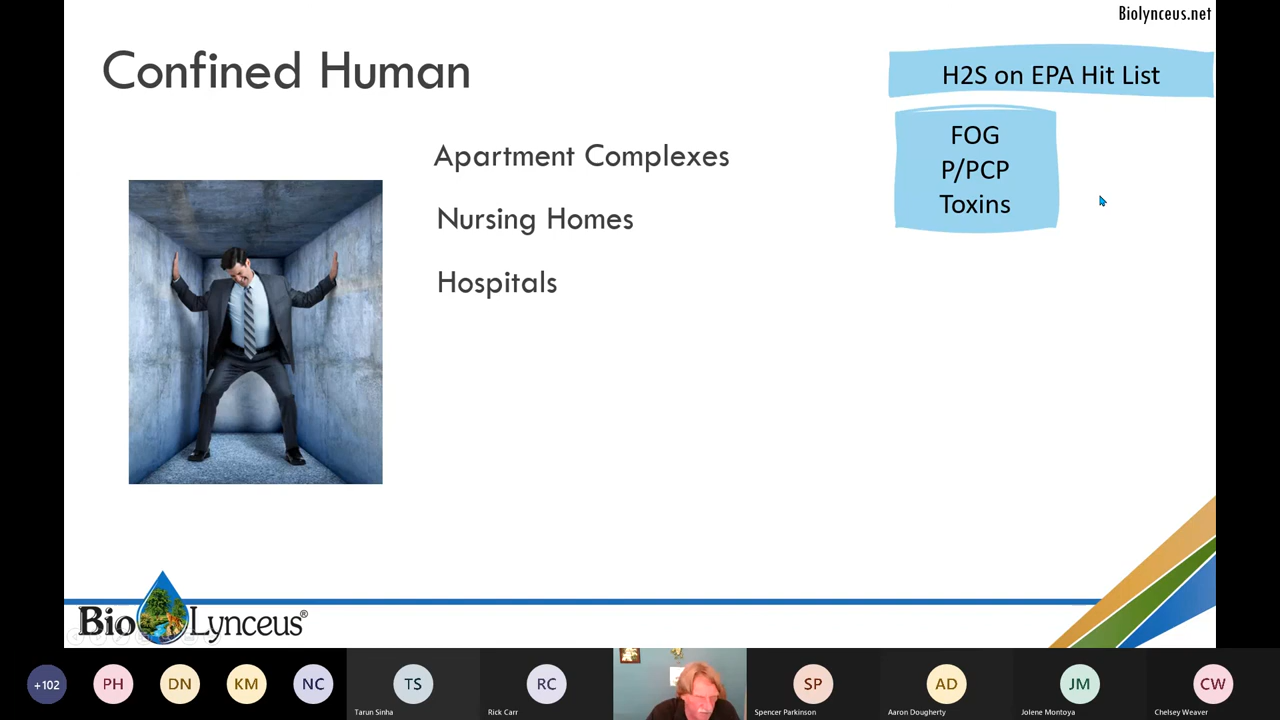 Biolynceus.net
Confined Human
H2S on EPA Hit List
FOG
P/PCP
Toxins
Apartment Complexes
Nursing Homes
Hospitals
Bio Lynceus®
+102
PH
DN
KM
NC
TS
RC
SP
AD
JM
CW
Tarun Sinha
Rick Carr
Spencer Parkinson
Aaron Dougherty
Jolene Montoya
Chelsey Weaver